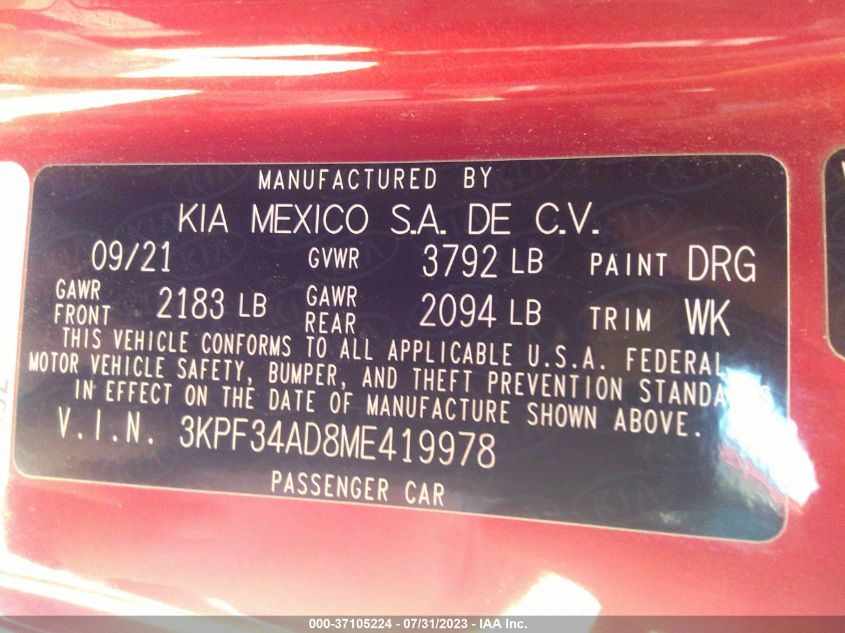 MANUFACTURED BY
KIA MEXICO S.A. DE C.V.
09/21 GVWR 3792 LB PAINT DRG
GAWR FRONT 2183 LB GAWR REAR 2094 LB TRIM WK
THIS VEHICLE CONFORMS TO ALL APPLICABLE U.S.A. FEDERAL
MOTOR VEHICLE SAFETY, BUMPER, AND THEFT PREVENTION STANDARDS
IN EFFECT ON THE DATE OF MANUFACTURE SHOWN ABOVE.
V.I.N. 3KPF34AD8ME419978
PASSENGER CAR
000-37105224 - 07/31/2023 - IAA Inc.